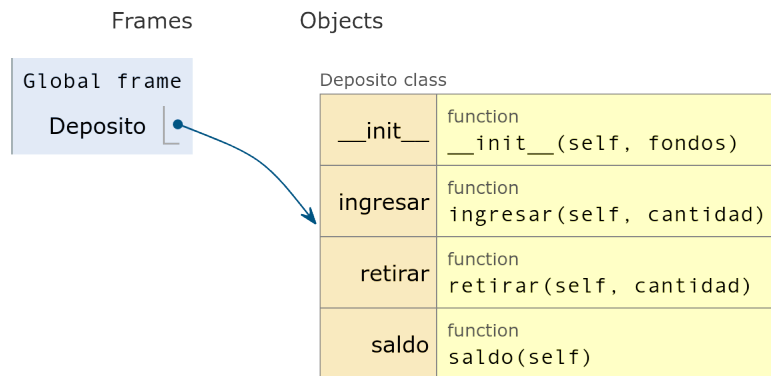 Frames
Objects
Global frame
Deposito
Deposito class
__init__
function
__init__(self, fondos)
ingresar
function
ingresar(self, cantidad)
retirar
function
retirar(self, cantidad)
saldo
function
saldo(self)